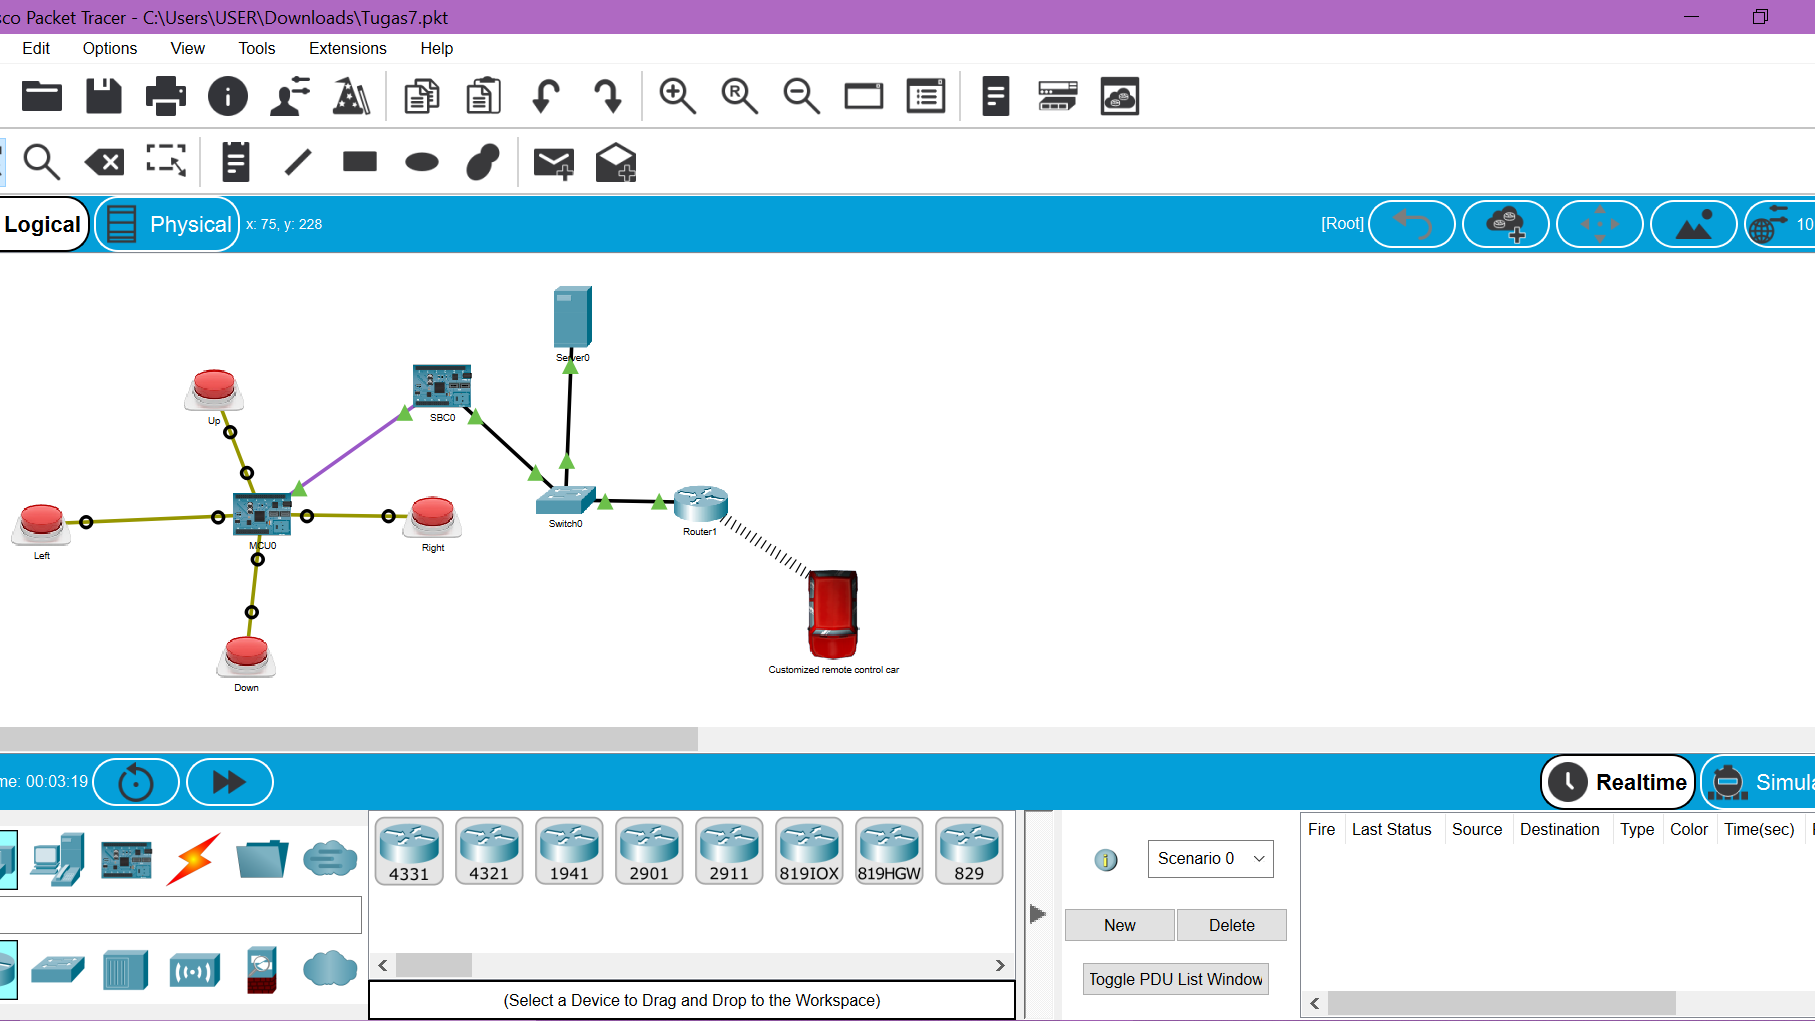 sco Packet Tracer - C:\Users\USER\Downloads\Tugas7.pkt
Edit Options View Tools Extensions Help
Logical Physical x: 75, y: 228 [Root] 10
Server0
Up
SBC0
Left
MCU0
Right
Switch0
Router1
Down
Customized remote control car
me: 00:03:19 Realtime Simula
4331 4321 1941 2901 2911 819IOX 819HGW 829
(Select a Device to Drag and Drop to the Workspace)
Scenario 0
New Delete
Toggle PDU List Window
Fire Last Status Source Destination Type Color Time(sec)